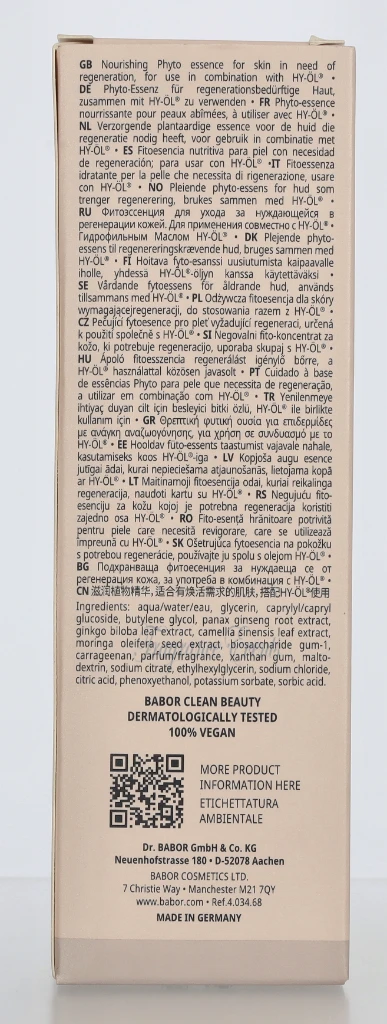 GB Nourishing Phyto essence for skin in need of
regeneration, for use in combination with HY-ÖL® •
DE Phyto-Essenz für regenerationsbedürftige Haut,
zusammen mit HY-ÖL® zu verwenden • FR Phyto-essence
nourrissante pour peaux abîmées, à utiliser avec HY-ÖL® •
NL Verzorgende plantaardige essence voor de huid die
regeneratie nodig heeft, voor gebruik in combinatie met
HY-ÖL® • ES Fitoesencia nutritiva para piel con necesidad
de regeneración; para usar con HY-ÖL® •IT Fitoessenza
idratante per la pelle che necessita di rigenerazione, usare
con HY-ÖL® • NO Pleiende phyto-essens for hud som
trenger regenerering, brukes sammen med HY-ÖL® •
RU Фитоэссенция для ухода за нуждающейся в
регенерации кожей. Для применения совместно с HY-ÖL® •
Гидрофильным Маслом HY-ÖL® • DK Plejende phyto-
essens til regenereringskrævende hud, bruges sammen med
HY-ÖL® • FI Hoitava fyto-esanssi uusiutumista kaipaavalle
iholle, yhdessä HY-ÖL®-öljyn kanssa käytettäväksi •
SE Vårdande fytoessens för åldrande hud, används
tillsammans med HY-ÖL® • PL Odżywcza fitoesencja dla skóry
wymagającejregeneracji, do stosowania razem z HY-ÖL® •
CZ Pečující fytoesence pro pleť vyžadující regeneraci, určená
k použití společně s HY-ÖL® • SI Negovalni fito-koncentrat za
kožo, ki potrebuje regeneracijo, uporaba skupaj s HY-ÖL® •
HU Ápoló fitoesszencia regenerálást igénylő bőrre, a
HY-ÖL® használattal közösen javasolt • PT Cuidado à base
de essências Phyto para pele que necessita de regeneração,
a utilizar em combinação com HY-ÖL® • TR Yenilenmeye
ihtiyaç duyan cilt için besleyici bitki özlü, HY-ÖL® ile birlikte
kullanım için • GR Θρεπτική φυτική ουσία για επιδερμίδες
με ανάγκη αναζωογόνησης, για χρήση σε συνδυασμό με το
HY-ÖL® • EE Hooldav füto-essents taastumist vajavale nahale,
kasutamiseks koos HY-ÖL®-iga • LV Kopjoša augu esence
jutīgai ādai, kurai nepieciešama atjaunošanās, lietojama kopā
ar HY-ÖL® • LT Maitinamoji fitoesencija odai, kuriai reikalinga
regeneracija, naudoti kartu su HY-ÖL® • RS Negujuću fito-
esenciju za kožu kojoj je potrebna regeneracija koristiti
zajedno osa HY-ÖL® • RO Fito-esență hrănitoare potrivită
pentru piele care necesită revigorare, care se utilizează
împreună cu HY-ÖL® • SK Ošetrujúca fytoesencia na pokožku
s potrebou regenerácie, používajte ju spolu s olejom HY-ÖL® •
BG Подхранваща фитоесенция за нуждаеща се от
регенерация кожа, за употреба в комбинация с HY-ÖL® •
CN 滋润植物精华, 适合有焕活需求的肌肤, 搭配HY-ÖL®使用
Ingredients: aqua/water/eau, glycerin, caprylyl/capryl
glucoside, butylene glycol, panax ginseng root extract,
ginkgo biloba leaf extract, camellia sinensis leaf extract,
moringa oleifera seed extract, biosaccharide gum-1,
carrageenan, parfum/fragrance, xanthan gum, malto-
dextrin, sodium citrate, ethylhexylglycerin, sodium chloride,
citric acid, phenoxyethanol, potassium sorbate, sorbic acid.
BABOR CLEAN BEAUTY
DERMATOLOGICALLY TESTED
100% VEGAN
MORE PRODUCT
INFORMATION HERE
ETICHETTATURA
AMBIENTALE
Dr. BABOR GmbH & Co. KG
Neuenhofstrasse 180 • D-52078 Aachen
BABOR COSMETICS LTD.
7 Christie Way • Manchester M21 7QY
www.babor.com • Ref.4.034.68
MADE IN GERMANY